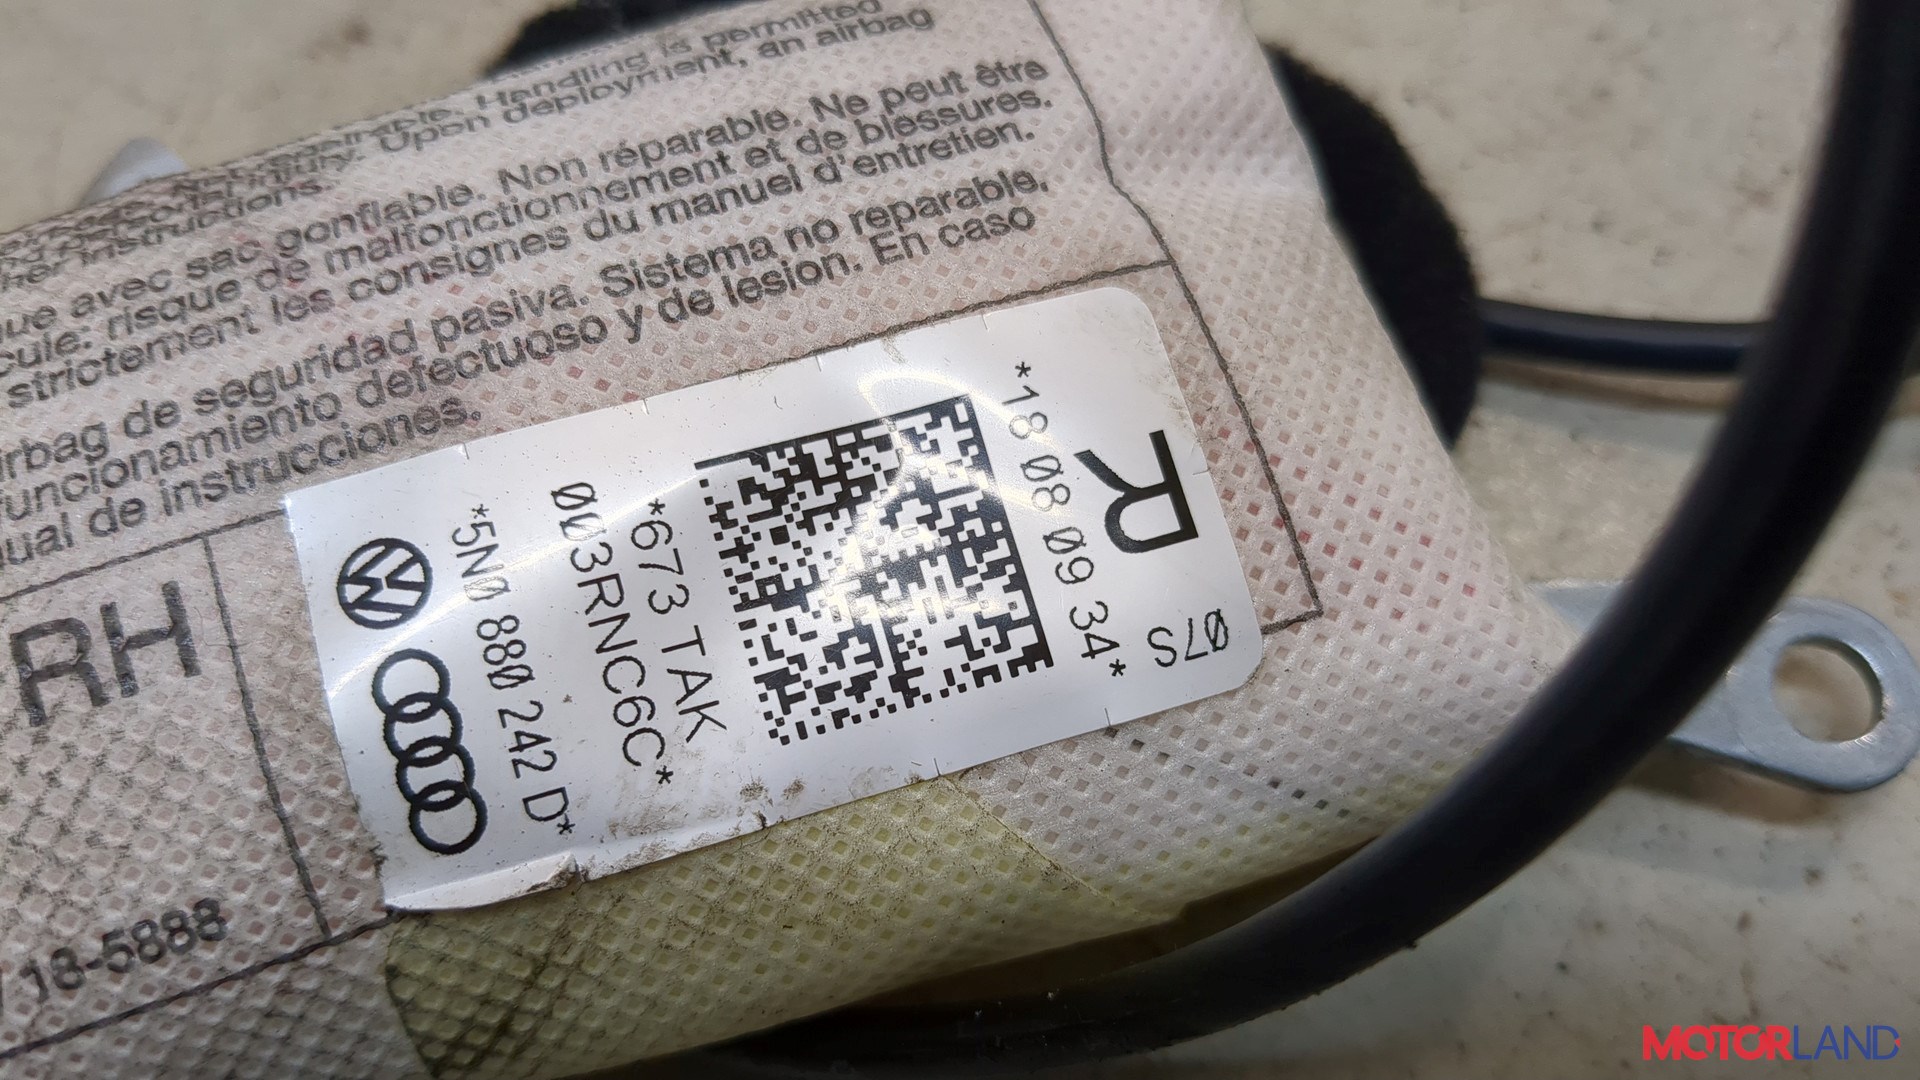 Handling is permitted
injury. Upon deployment, an airbag
her instructions.
que avec sac gonflable. Non réparable. Ne peut être
cule: risque de malfonctionnement et de blessures.
strictement les consignes du manuel d'entretien.
irbag de seguridad pasiva. Sistema no reparable,
funcionamiento defectuoso y de lesion. En caso
ual de instrucciones.
RH
18-5888
*5N0 880 242 D*
003RNC6C*
*673 TAK
*18 08 09 34*
R
07S
MOTORLAND